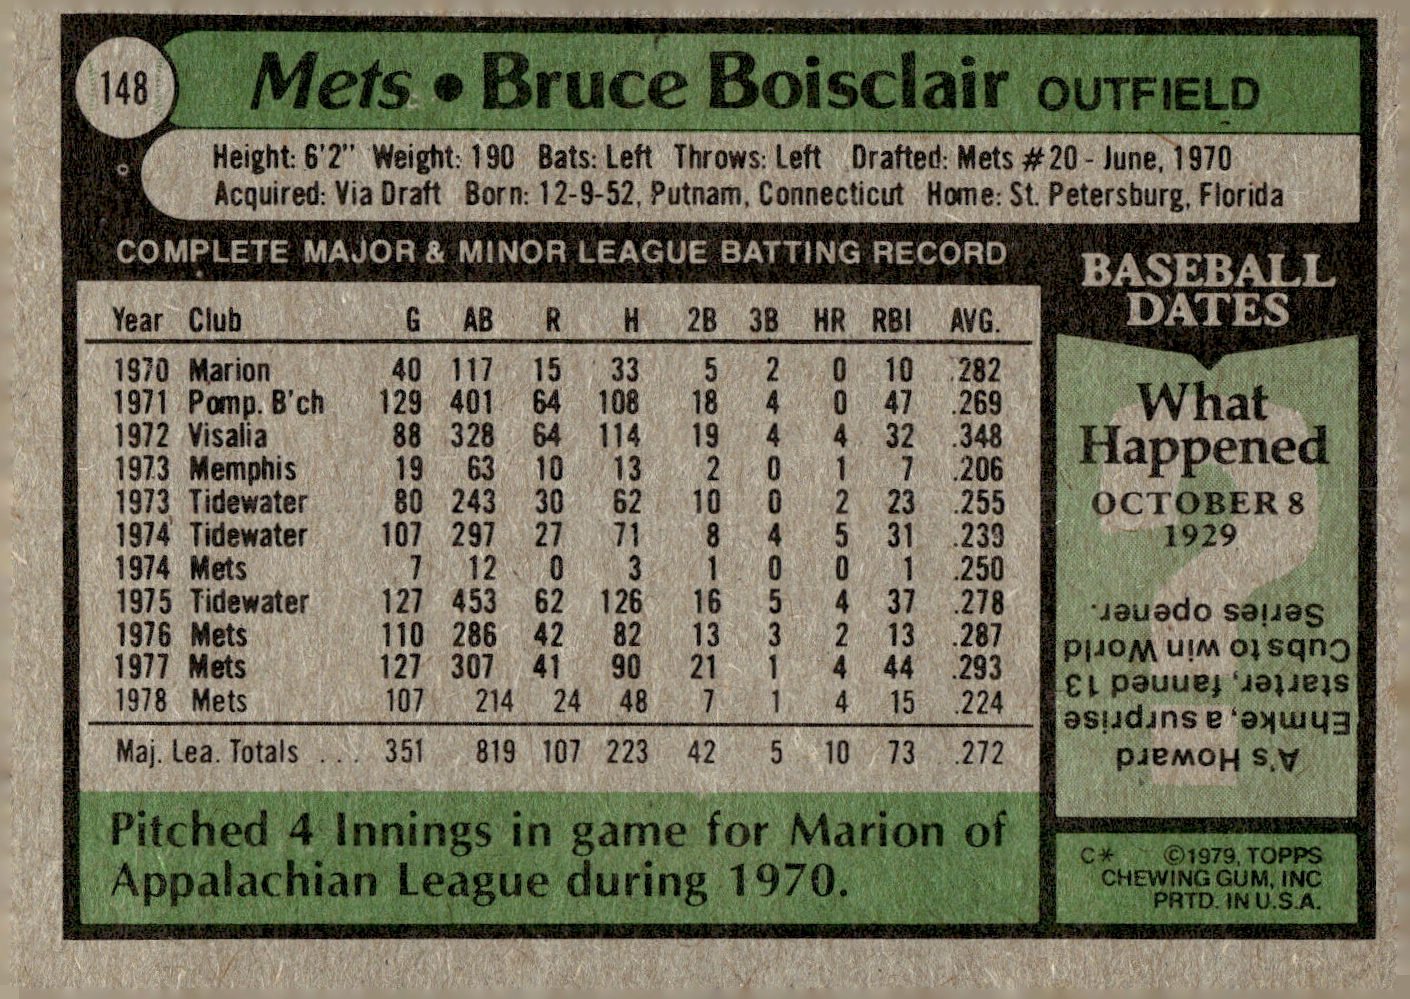 148
Mets • Bruce Boisclair OUTFIELD
Height: 6'2" Weight: 190 Bats: Left Throws: Left Drafted: Mets #20 - June, 1970
Acquired: Via Draft Born: 12-9-52, Putnam, Connecticut Home: St. Petersburg, Florida
COMPLETE MAJOR & MINOR LEAGUE BATTING RECORD
Year Club G AB R H 2B 3B HR RBI AVG.
1970 Marion 40 117 15 33 5 2 0 10 .282
1971 Pomp. B'ch 129 401 64 108 18 4 0 47 .269
1972 Visalia 88 328 64 114 19 4 4 32 .348
1973 Memphis 19 63 10 13 2 0 1 7 .206
1973 Tidewater 80 243 30 62 10 0 2 23 .255
1974 Tidewater 107 297 27 71 8 4 5 31 .239
1974 Mets 7 12 0 3 1 0 0 1 .250
1975 Tidewater 127 453 62 126 16 5 4 37 .278
1976 Mets 110 286 42 82 13 3 2 13 .287
1977 Mets 127 307 41 90 21 1 4 44 .293
1978 Mets 107 214 24 48 7 1 4 15 .224
Maj. Lea. Totals ... 351 819 107 223 42 5 10 73 .272
Pitched 4 Innings in game for Marion of
Appalachian League during 1970.
BASEBALL
DATES
What
Happened
OCTOBER 8
1929
A's Howard
Ehmke, a surprise
starter, fanned 13
Cubs to win World
Series opener.
C* ©1979, TOPPS
CHEWING GUM, INC
PRTD. IN U.S.A.